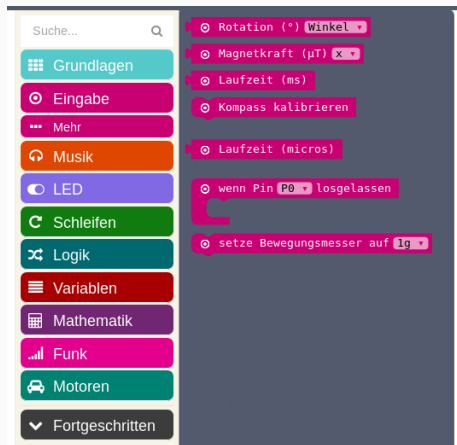 Suche...
Grundlagen
Eingabe
Mehr
Musik
LED
Schleifen
Logik
Variablen
Mathematik
Funk
Motoren
Fortgeschritten
Rotation (°) Winkel
Magnetkraft (µT) x
Laufzeit (ms)
Kompass kalibrieren
Laufzeit (micros)
wenn Pin P0 losgelassen
setze Bewegungsmesser auf 1g